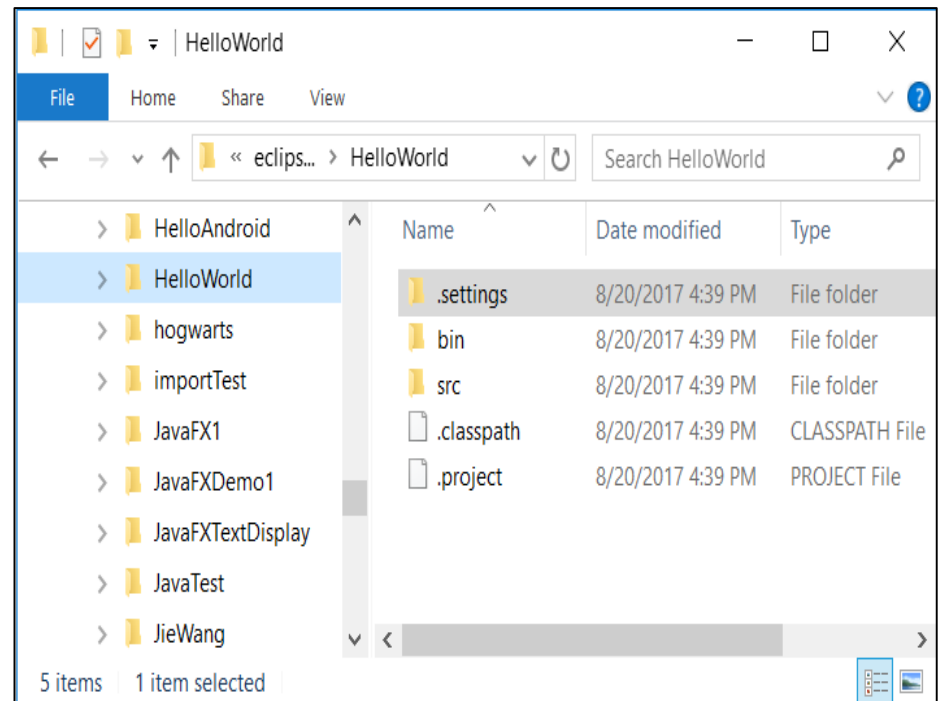 HelloWorld
File Home Share View
« eclips... > HelloWorld Search HelloWorld
HelloAndroid
HelloWorld
hogwarts
importTest
JavaFX1
JavaFXDemo1
JavaFXTextDisplay
JavaTest
JieWang
Name Date modified Type
.settings 8/20/2017 4:39 PM File folder
bin 8/20/2017 4:39 PM File folder
src 8/20/2017 4:39 PM File folder
.classpath 8/20/2017 4:39 PM CLASSPATH File
.project 8/20/2017 4:39 PM PROJECT File
5 items 1 item selected